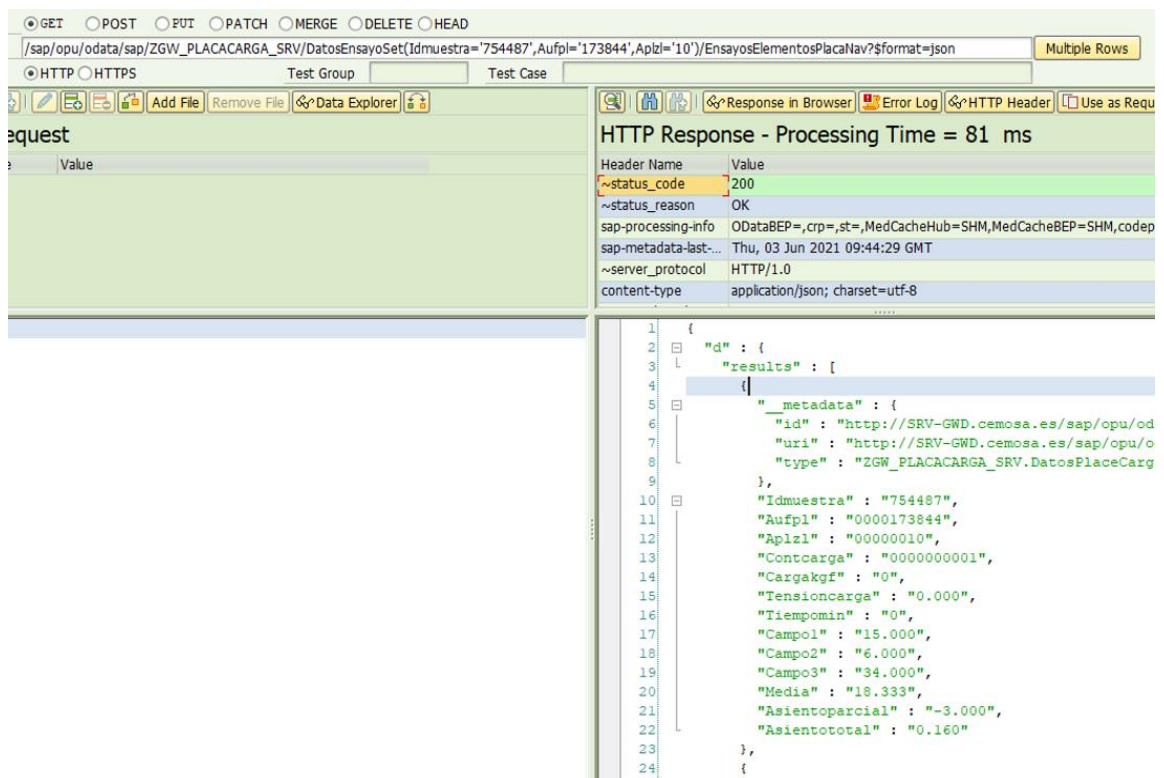 GET POST PUT PATCH MERGE DELETE HEAD
/sap/opu/odata/sap/ZGW_PLACACARGA_SRV/DatosEnsayoSet(Idmuestra='754487',Aufpl='173844',Aplzl='10')/EnsayosElementosPlacaNav?$format=json Multiple Rows
HTTP HTTPS Test Group Test Case
Add File Remove File Data Explorer
equest
Value
Response in Browser Error Log HTTP Header Use as Requ
HTTP Response - Processing Time = 81 ms
Header Name Value
~status_code 200
~status_reason OK
sap-processing-info ODataBEP=,crp=,st=,MedCacheHub=SHM,MedCacheBEP=SHM,codep
sap-metadata-last-... Thu, 03 Jun 2021 09:44:29 GMT
~server_protocol HTTP/1.0
content-type application/json; charset=utf-8
1 {
2 "d" : {
3 "results" : [
4 {
5 "__metadata" : {
6 "id" : "http://SRV-GWD.cemosa.es/sap/opu/od
7 "uri" : "http://SRV-GWD.cemosa.es/sap/opu/o
8 "type" : "ZGW_PLACACARGA_SRV.DatosPlaceCarg
9 },
10 "Idmuestra" : "754487",
11 "Aufpl" : "0000173844",
12 "Aplzl" : "00000010",
13 "Contcarga" : "0000000001",
14 "Cargakgf" : "0",
15 "Tensioncarga" : "0.000",
16 "Tiempomin" : "0",
17 "Campo1" : "15.000",
18 "Campo2" : "6.000",
19 "Campo3" : "34.000",
20 "Media" : "18.333",
21 "Asientoparcial" : "-3.000",
22 "Asientototal" : "0.160"
23 },
24 {